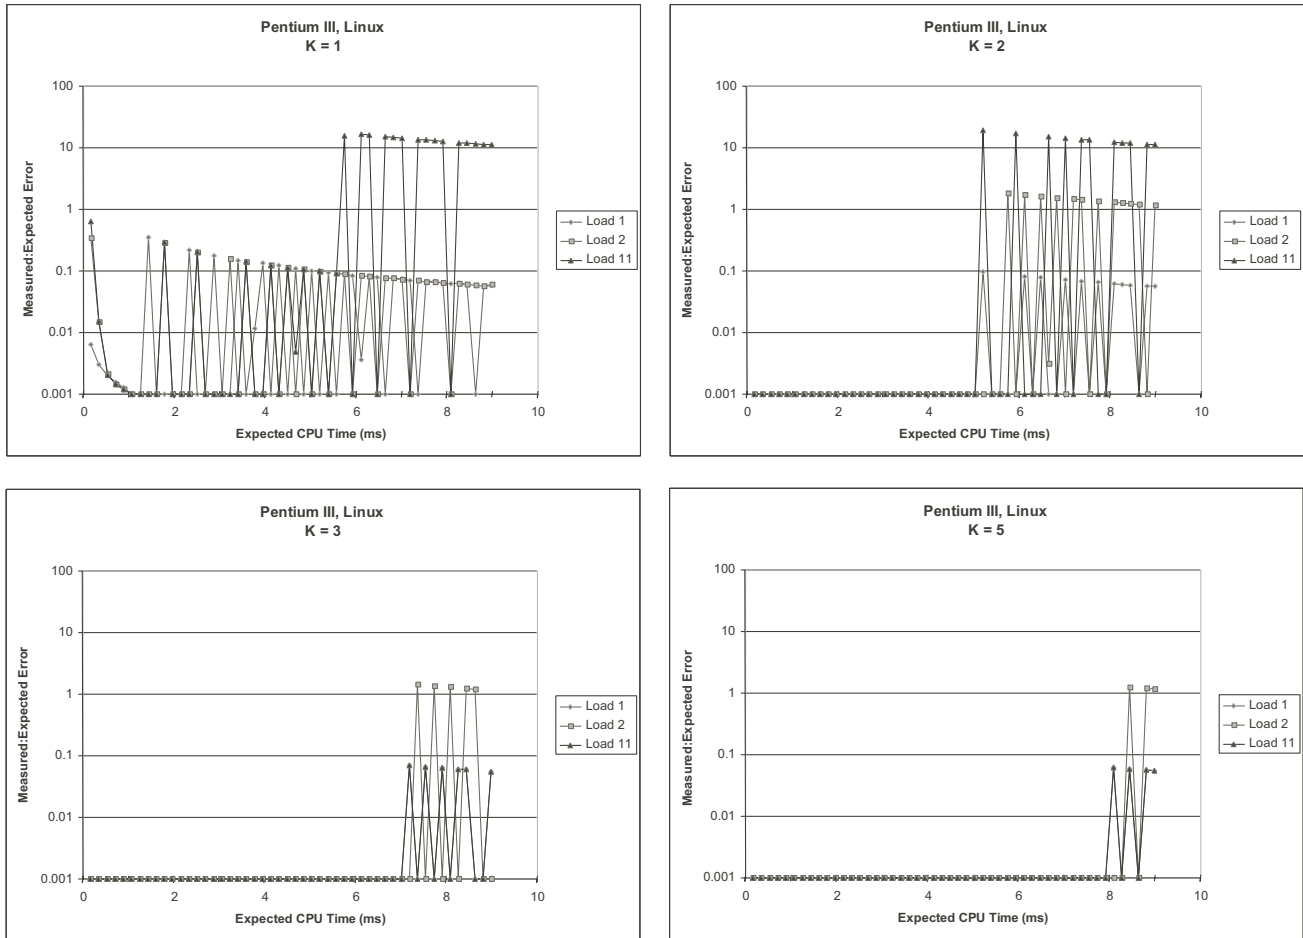 Pentium III, Linux
K = 1
100
10
1
0.1
0.01
0.001
0
2
4
6
8
10
Measured:Expected Error
Expected CPU Time (ms)
Load 1
Load 2
Load 11
Pentium III, Linux
K = 2
100
10
1
0.1
0.01
0.001
0
2
4
6
8
10
Measured:Expected Error
Expected CPU Time (ms)
Load 1
Load 2
Load 11
Pentium III, Linux
K = 3
100
10
1
0.1
0.01
0.001
0
2
4
6
8
10
Measured:Expected Error
Expected CPU Time (ms)
Load 1
Load 2
Load 11
Pentium III, Linux
K = 5
100
10
1
0.1
0.01
0.001
0
2
4
6
8
10
Measured:Expected Error
Expected CPU Time (ms)
Load 1
Load 2
Load 11